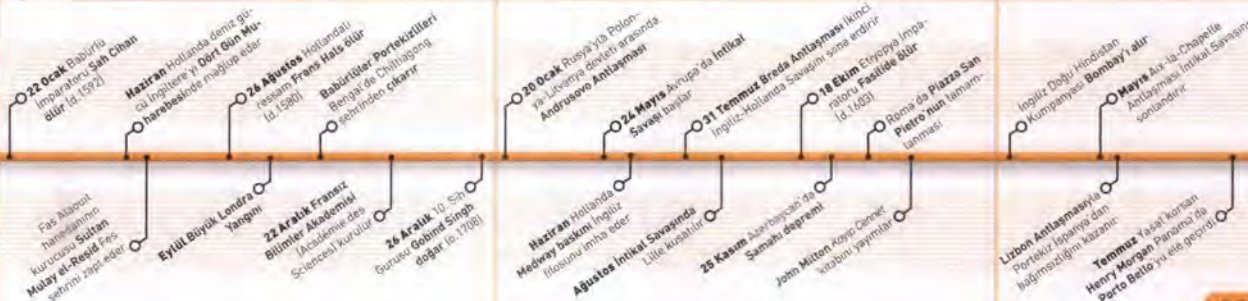 22 Ocak Babürlü
imparatoru Şah Cihan
ölür (d.1592)
Haziran Hollanda deniz gü-
cü İngiltere'yi Dört Gün Mu-
harebesinde mağlup eder
26 Ağustos Hollandalı
ressam Frans Hals ölür
(d.1580)
Babürlüler Portekizlileri
Bengal'de Chittagong
şehrinden çıkarır
20 Ocak Rusya'yla Polon-
ya-Litvanya devleti arasında
Andrusovo Antlaşması
24 Mayıs Avrupa'da İntikal
Savaşı başlar
31 Temmuz Breda Antlaşması İkinci
İngiliz-Hollanda Savaşını sona erdirir
18 Ekim Etiyopya İmpa-
ratoru Fasilide ölür
(d.1603)
Roma'da Piazza San
Pietro'nun tamam-
lanması
İngiliz Doğu Hindistan
Kumpanyası Bombay'ı alır
Mayıs Aix-la-Chapelle
Antlaşması İntikal Savaşını
sonlandırır
Fas Alaouit
hanedanının
kurucusu Sultan
Mulay el-Reşid Fes
şehrini zapt eder
Eylül Büyük Londra
Yangını
22 Aralık Fransız
Bilimler Akademisi
(Academie des
Sciences) kurulur
26 Aralık 10. Sih
Gurusu Gobind Singh
doğar (ö.1708)
Haziran Hollanda
Medway baskını İngiliz
filosunu imha eder
Ağustos İntikal Savaşında
Lille kuşatılır
25 Kasım Azerbaycan'da
Şamahı depremi
John Milton Kayıp Cennet
kitabını yayımlar
Lizbon Antlaşmasıyla
Portekiz İspanya'dan
bağımsızlığını kazanır
Temmuz Yasal korsan
Henry Morgan Panama'da
Porto Bello'yu ele geçirdi